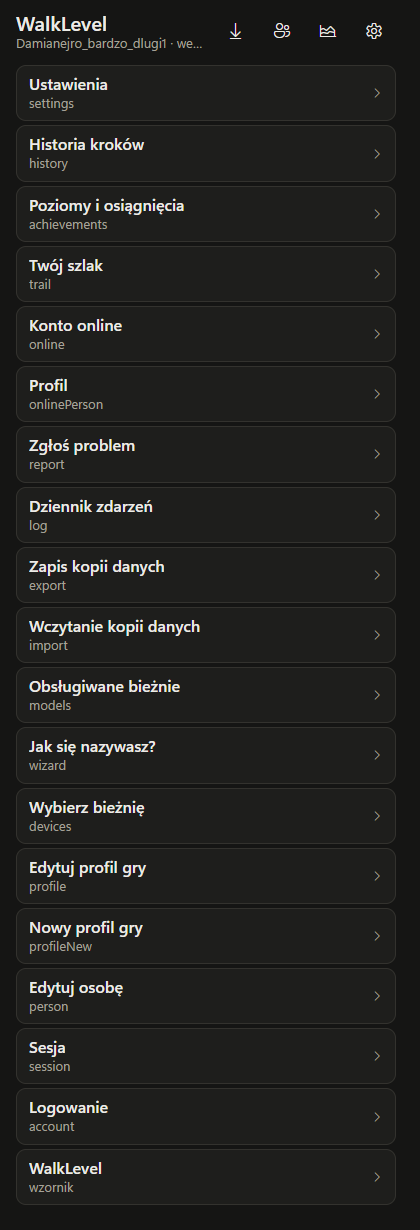 WalkLevel
Damianejro_bardzo_dlugi1 · we...
Ustawienia
settings
Historia kroków
history
Poziomy i osiągnięcia
achievements
Twój szlak
trail
Konto online
online
Profil
onlinePerson
Zgłoś problem
report
Dziennik zdarzeń
log
Zapis kopii danych
export
Wczytanie kopii danych
import
Obsługiwane bieżnie
models
Jak się nazywasz?
wizard
Wybierz bieżnię
devices
Edytuj profil gry
profile
Nowy profil gry
profileNew
Edytuj osobę
person
Sesja
session
Logowanie
account
WalkLevel
wzornik